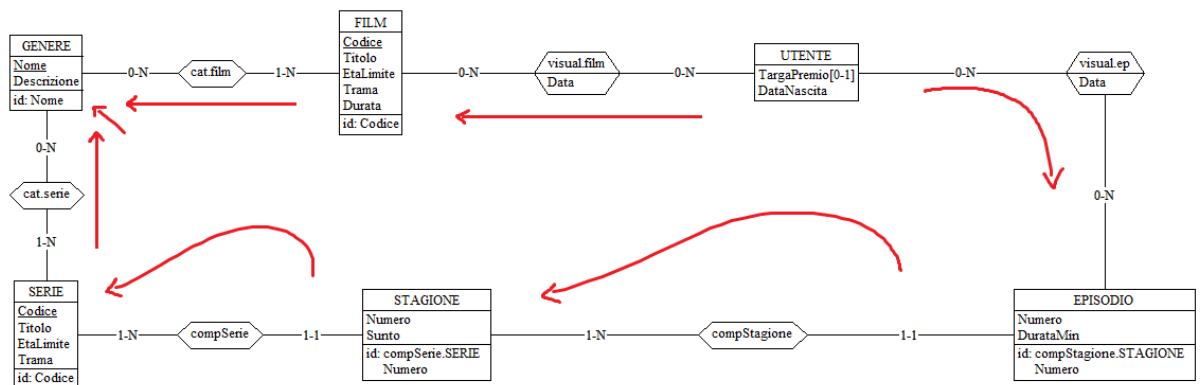 GENERE
Nome
Descrizione
id: Nome
0-N
cat.film
1-N
FILM
Codice
Titolo
EtaLimite
Trama
Durata
id: Codice
0-N
visual.film
Data
0-N
UTENTE
TargaPremio[0-1]
DataNascita
0-N
visual.ep
Data
0-N
cat.serie
1-N
0-N
SERIE
Codice
Titolo
EtaLimite
Trama
id: Codice
1-N
compSerie
1-1
STAGIONE
Numero
Sunto
id: compSerie.SERIE
Numero
1-N
compStagione
1-1
EPISODIO
Numero
DurataMin
id: compStagione.STAGIONE
Numero